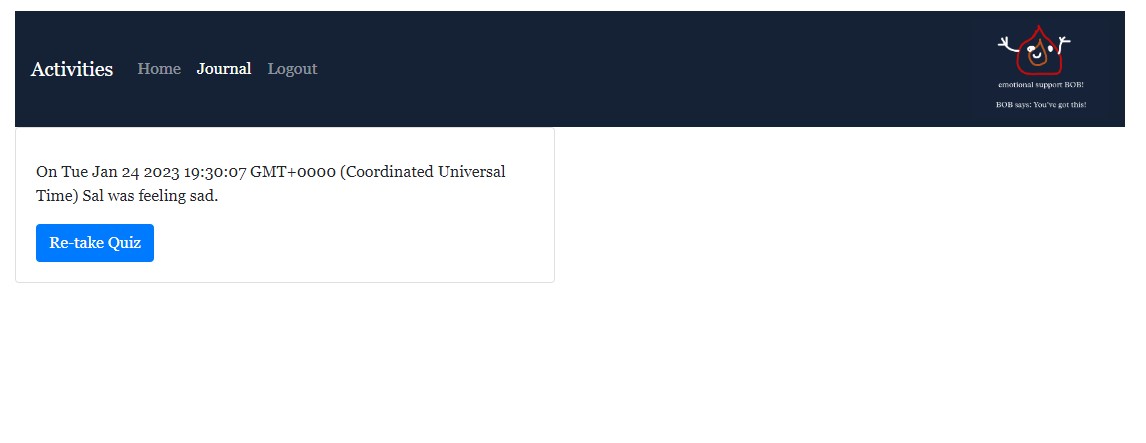 Activities Home Journal Logout
emotional support BOB!
BOB says: You've got this!
On Tue Jan 24 2023 19:30:07 GMT+0000 (Coordinated Universal
Time) Sal was feeling sad.
Re-take Quiz